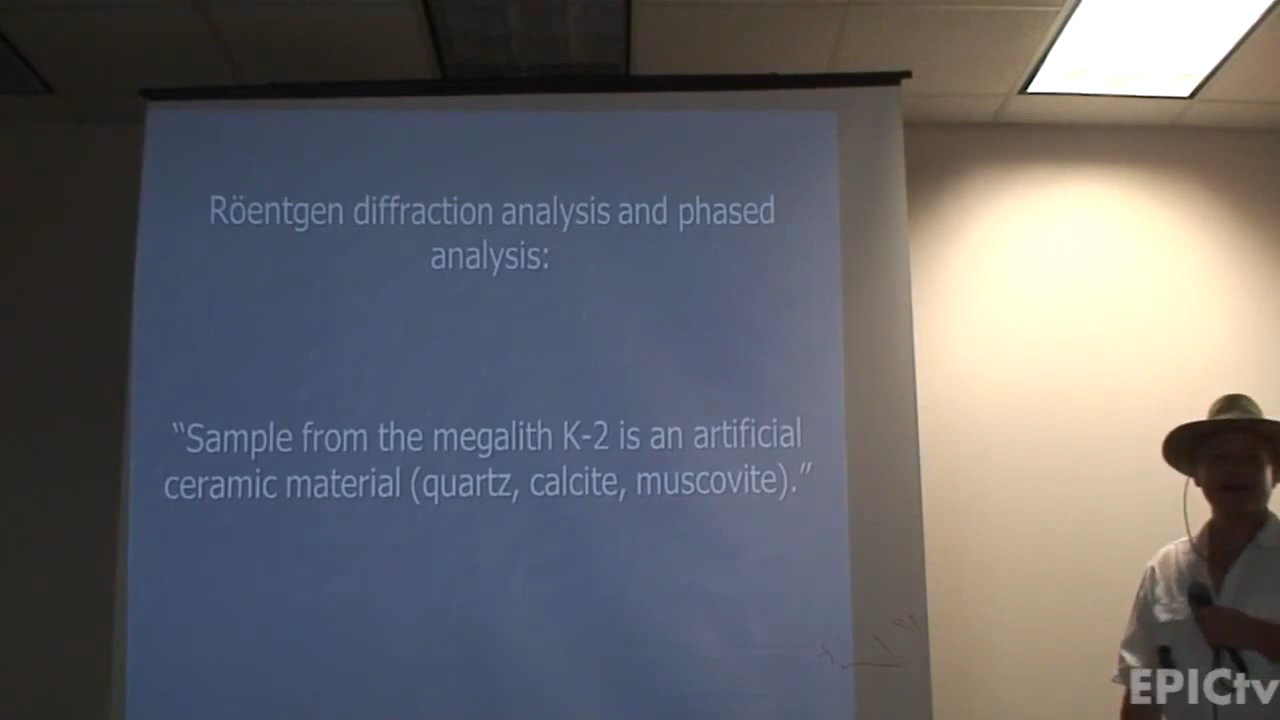 Röentgen diffraction analysis and phased
analysis:
“Sample from the megalith K-2 is an artificial
ceramic material (quartz, calcite, muscovite).”
EPICtv